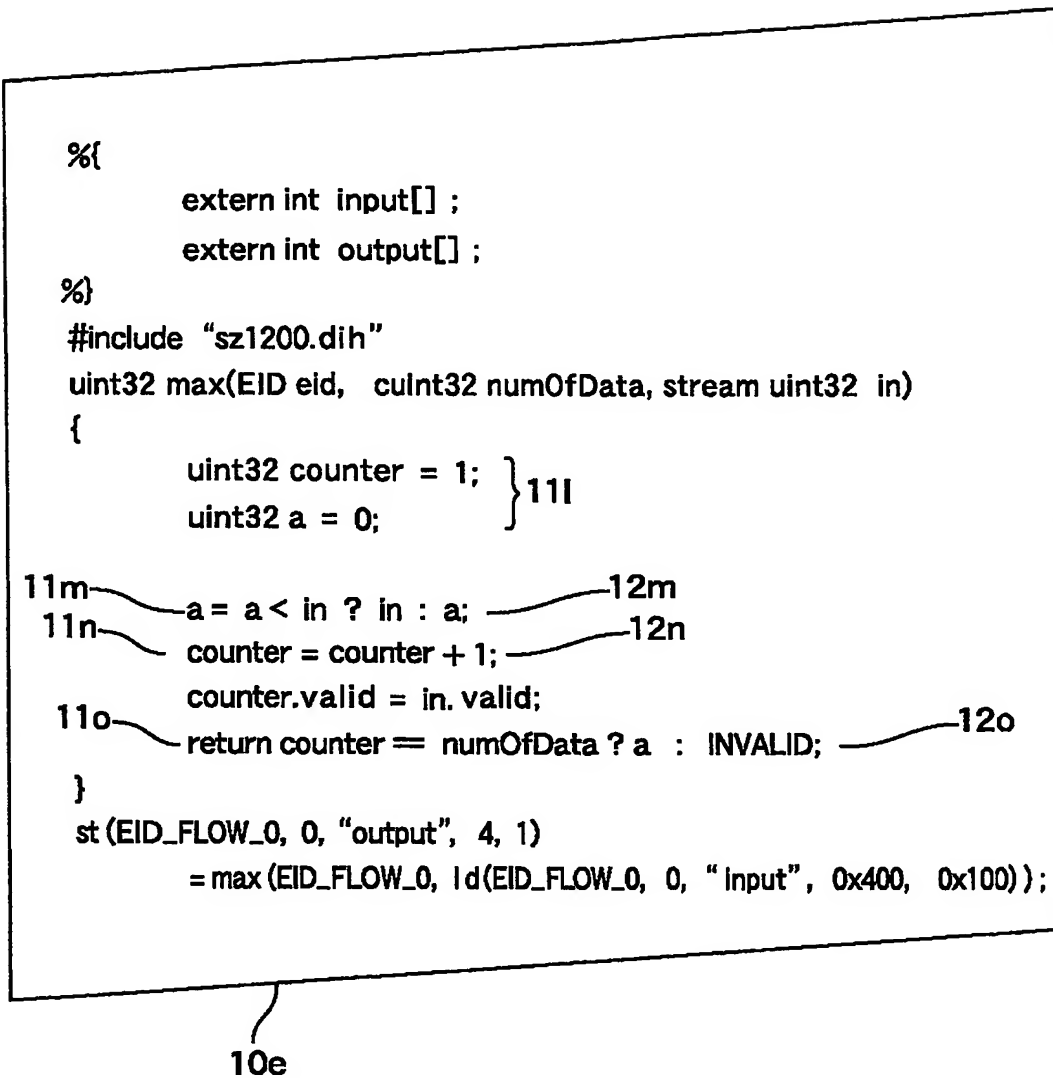 %{
extern int input[] ;
extern int output[] ;
%}
#include “sz1200.dih”
uint32 max(EID eid, cuint32 numOfData, stream uint32 in)
{
uint32 counter = 1;
uint32 a = 0;
11l
11m a = a < in ? in : a; 12m
11n counter = counter + 1; 12n
counter.valid = in. valid;
11o return counter == numOfData ? a : INVALID; 12o
}
st (EID_FLOW_0, 0, “output”, 4, 1)
= max (EID_FLOW_0, ld(EID_FLOW_0, 0, “input”, 0x400, 0x100));
10e